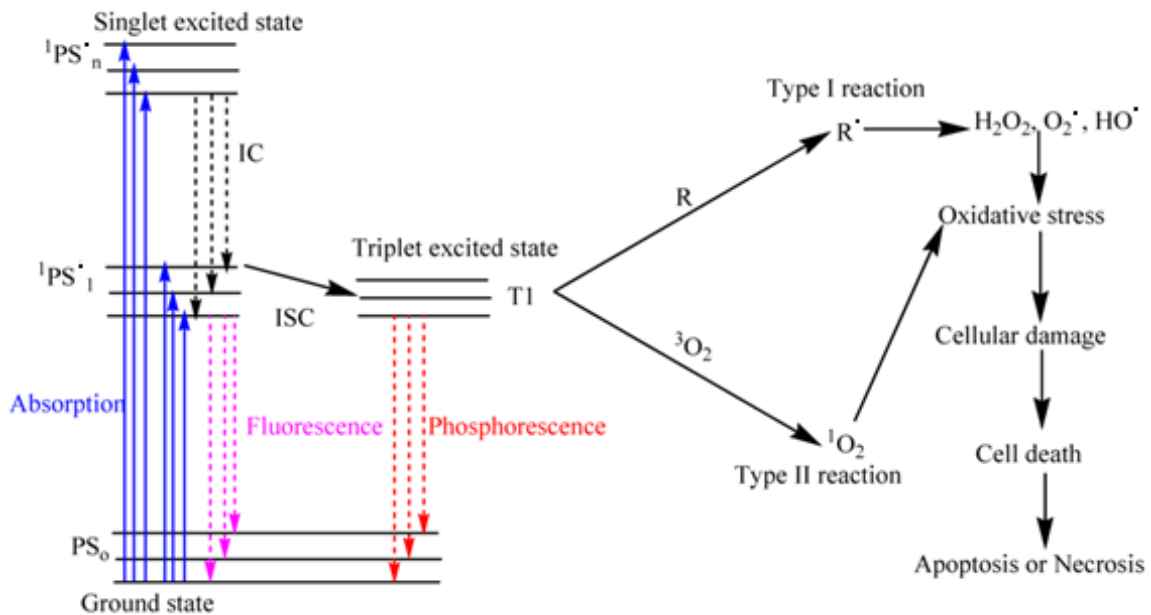 Singlet excited state
¹PS˙ₙ
IC
Type I reaction
R˙
H₂O₂, O₂˙, HO˙
R
Oxidative stress
Triplet excited state
¹PS˙₁
T1
ISC
³O₂
Cellular damage
Absorption
Fluorescence
Phosphorescence
¹O₂
Type II reaction
Cell death
PSₒ
Apoptosis or Necrosis
Ground state